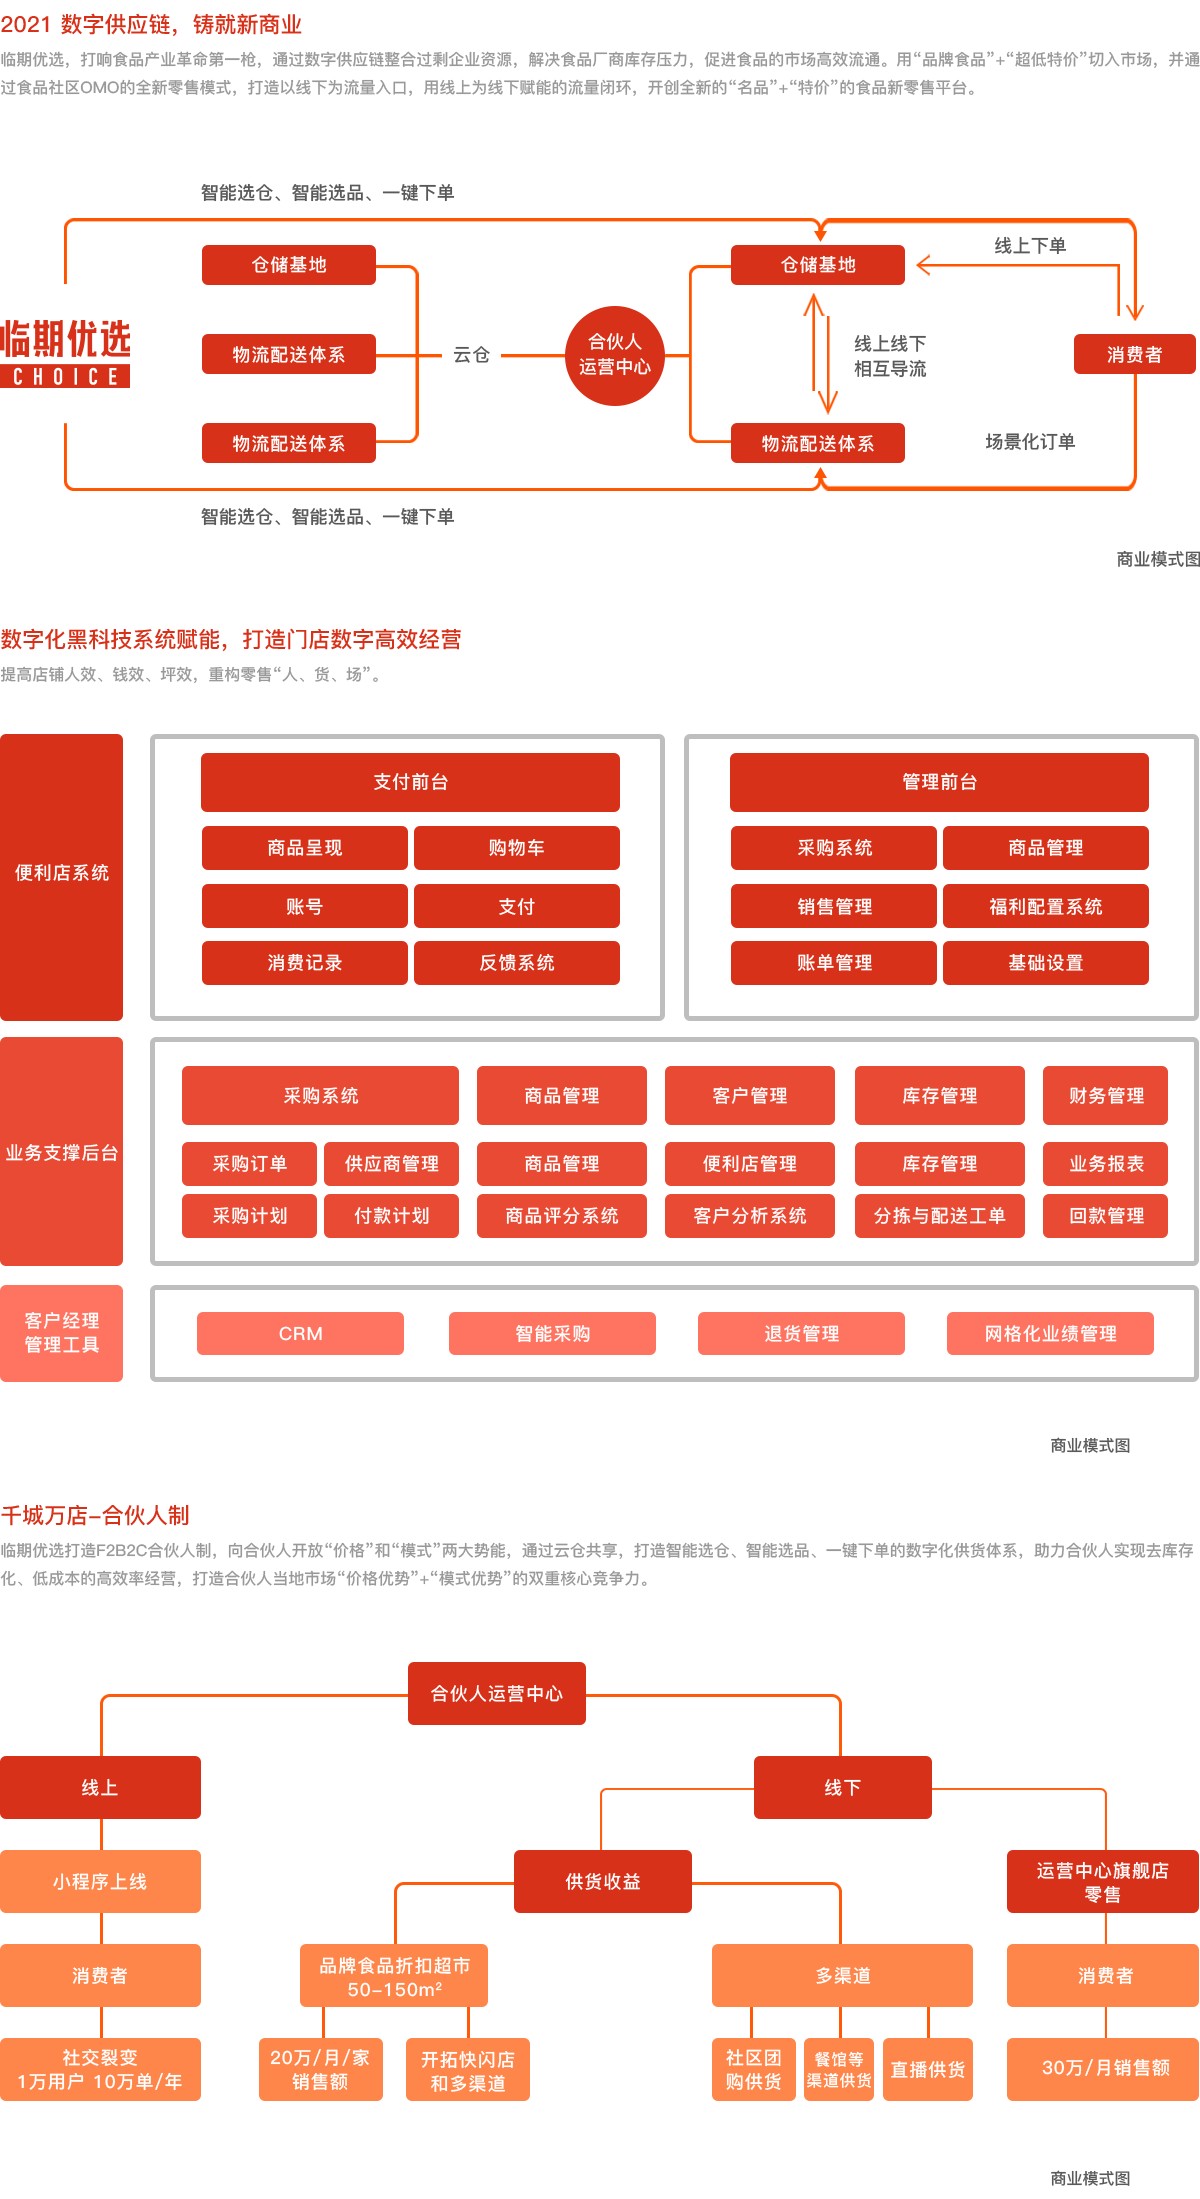 2021 数字供应链，铸就新商业
临期优选，打响食品产业革命第一枪，通过数字供应链整合过剩企业资源，解决食品厂商库存压力，促进食品的市场高效流通。用“品牌食品”+“超低特价”切入市场，并通
过食品社区OMO的全新零售模式，打造以线下为流量入口，用线上为线下赋能的流量闭环，开创全新的“名品”+“特价”的食品新零售平台。
智能选仓、智能选品、一键下单
仓储基地
仓储基地
线上下单
临期优选
CHOICE
物流配送体系
云仓
合伙人
运营中心
线上线下
相互导流
消费者
物流配送体系
物流配送体系
场景化订单
智能选仓、智能选品、一键下单
商业模式图
数字化黑科技系统赋能，打造门店数字高效经营
提高店铺人效、钱效、坪效，重构零售“人、货、场”。
便利店系统
支付前台
商品呈现
购物车
账号
支付
消费记录
反馈系统
管理前台
采购系统
商品管理
销售管理
福利配置系统
账单管理
基础设置
业务支撑后台
采购系统
商品管理
客户管理
库存管理
财务管理
采购订单
供应商管理
商品管理
便利店管理
库存管理
业务报表
采购计划
付款计划
商品评分系统
客户分析系统
分拣与配送工单
回款管理
客户经理
管理工具
CRM
智能采购
退货管理
网格化业绩管理
商业模式图
千城万店-合伙人制
临期优选打造F2B2C合伙人制，向合伙人开放“价格”和“模式”两大势能，通过云仓共享，打造智能选仓、智能选品、一键下单的数字化供货体系，助力合伙人实现去库存
化、低成本的高效率经营，打造合伙人当地市场“价格优势”+“模式优势”的双重核心竞争力。
合伙人运营中心
线上
线下
小程序上线
供货收益
运营中心旗舰店
零售
消费者
品牌食品折扣超市
50-150m²
多渠道
消费者
社交裂变
1万用户 10万单/年
20万/月/家
销售额
开拓快闪店
和多渠道
社区团
购供货
餐馆等
渠道供货
直播供货
30万/月销售额
商业模式图